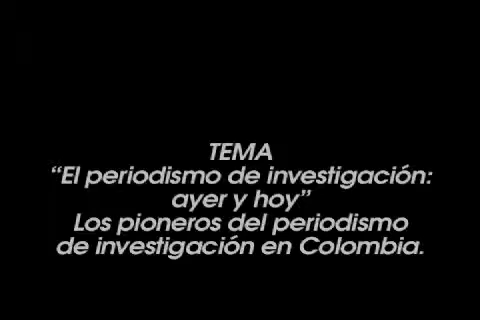 TEMA
“El periodismo de investigación:
ayer y hoy”
Los pioneros del periodismo
de investigación en Colombia.